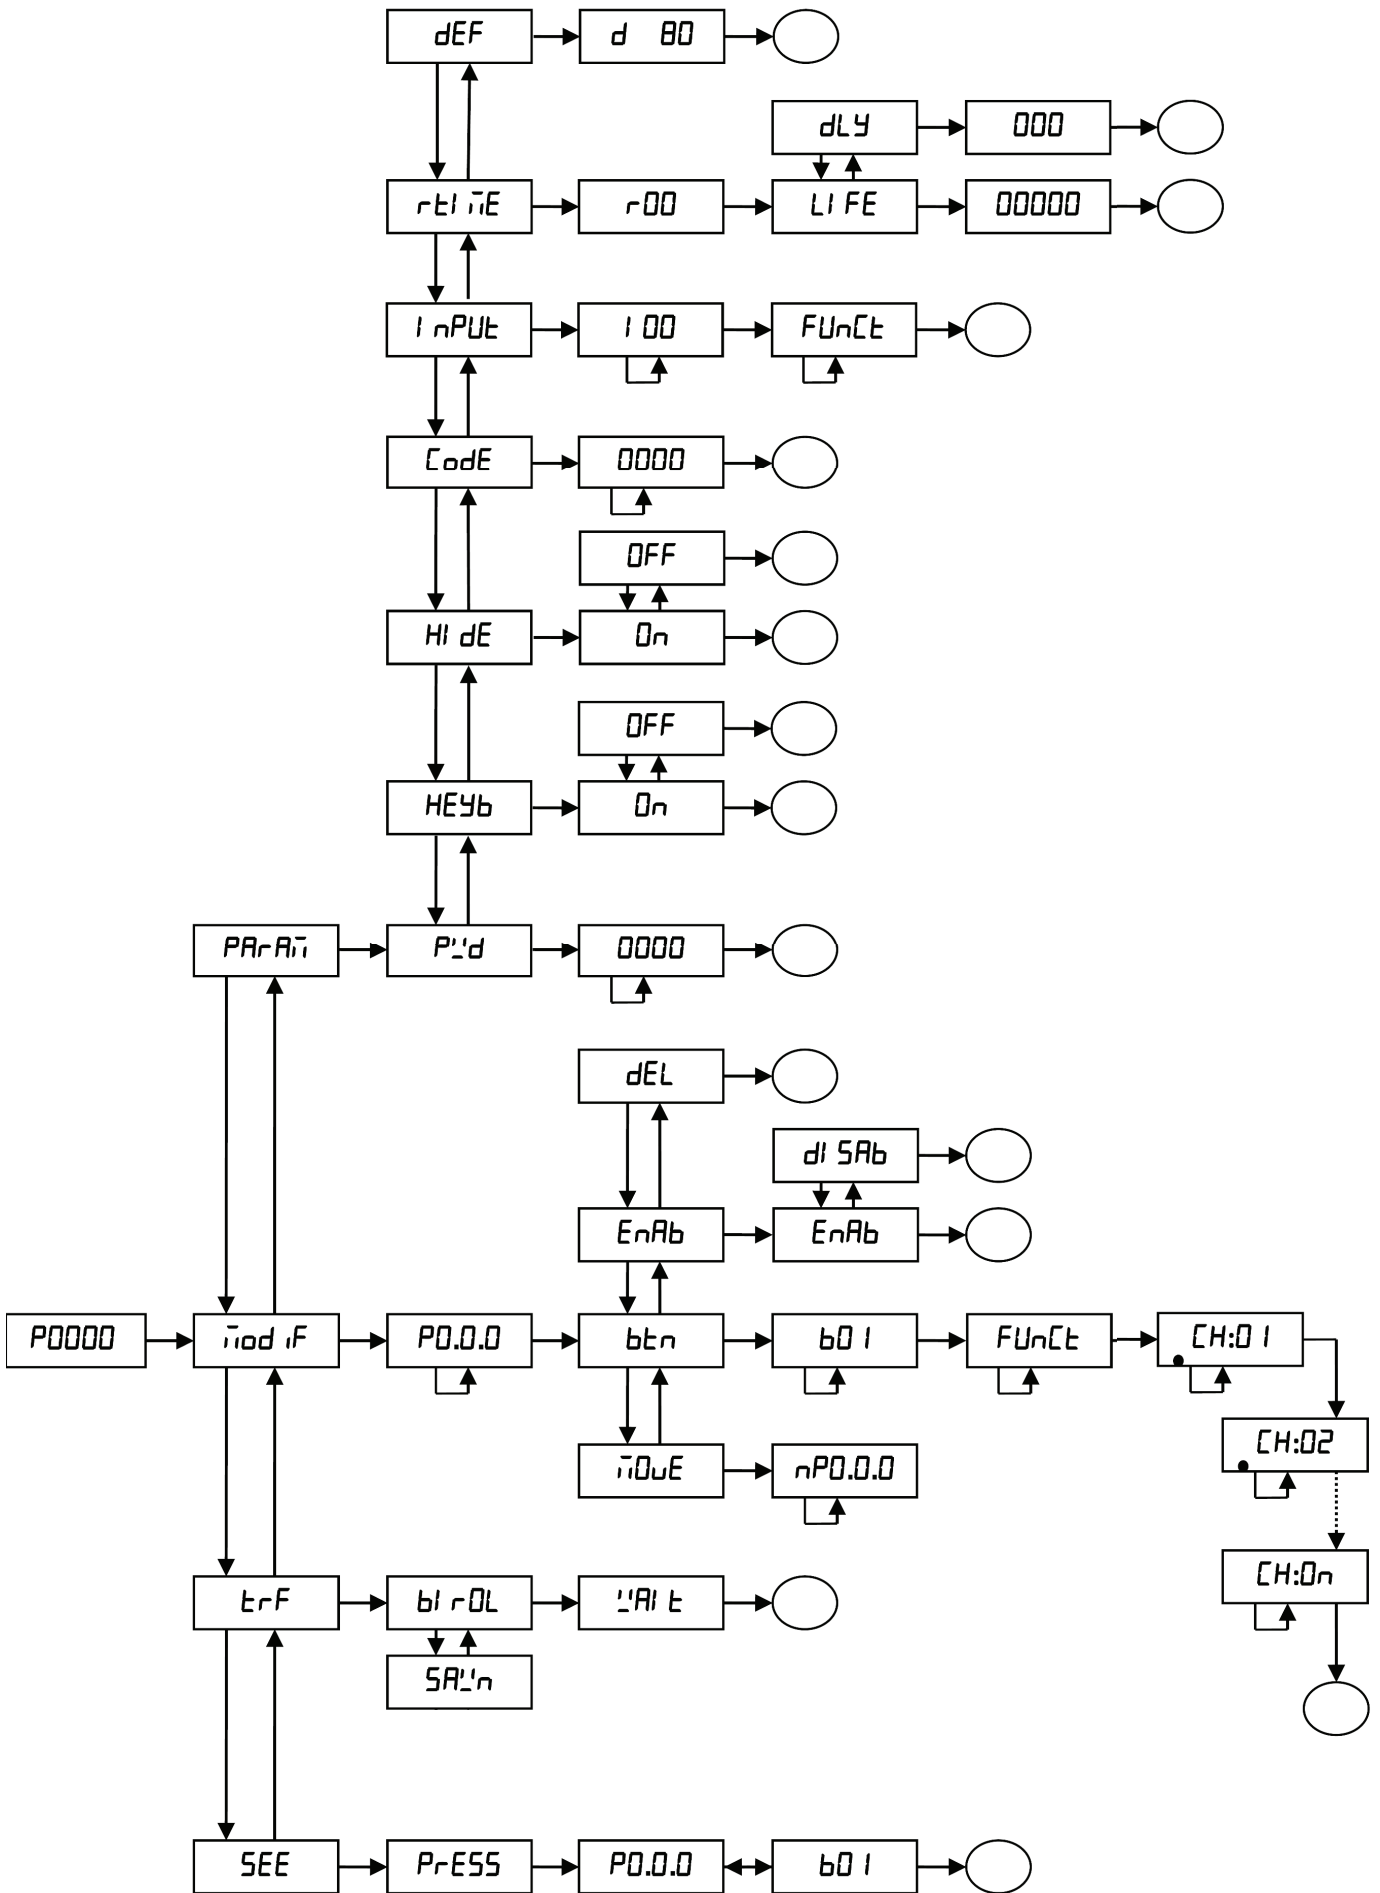 dEF d 80
dLY 000
rtIME r00 LIFE 00000
InPUt I00 FUnCt
CodE 0000
OFF
HIdE On
OFF
HEYb On
PArAM PWd 0000
dEL
dISAb
EnAb EnAb
P0000 ModiF P0.0.0 btn b01 FUnCt CH:01
CH:02
MOvE nP0.0.0
CH:0n
trF bIrOL WAIt
SAWn
SEE PrESS P0.0.0 b01